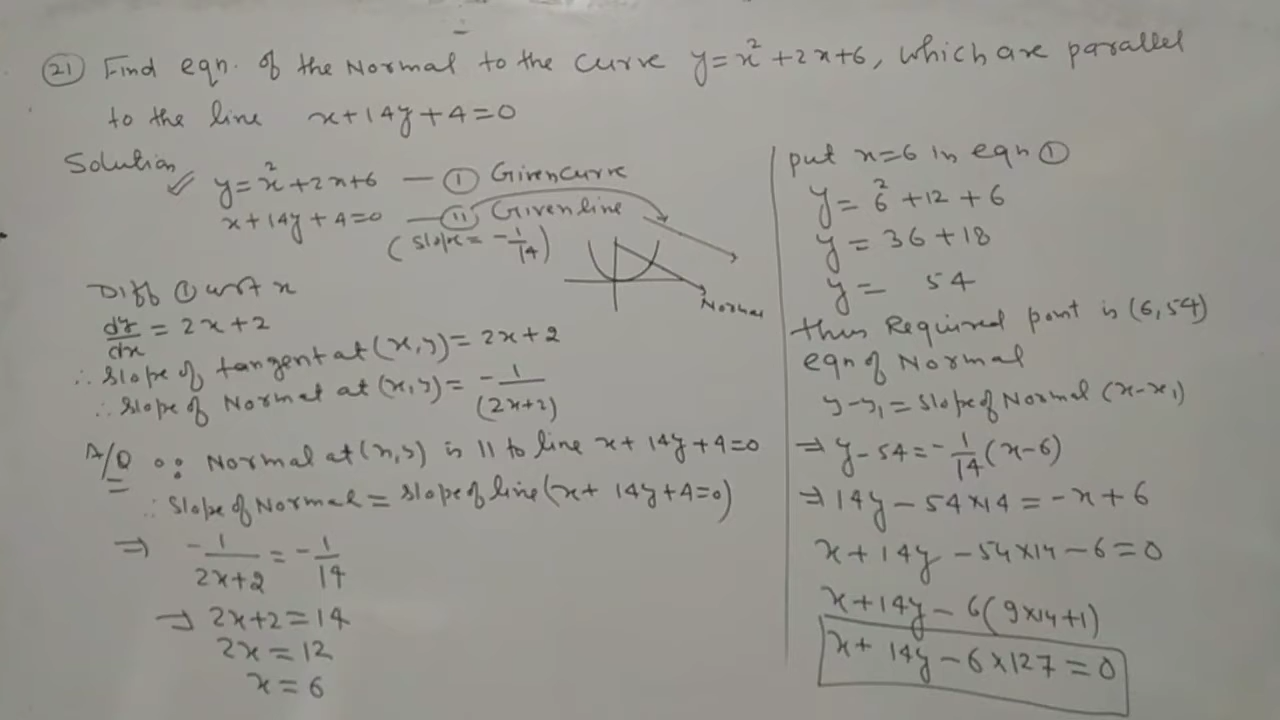 (21) Find eqn. of the Normal to the curve y=x²+2x+6, which are parallel
to the line x+14y+4=0
Solution
y=x²+2x+6 — (I) Given curve
x+14y+4=0 — (II) Given line
(Slope = -1/14)
Normal
Diff (1) wrt x
dy/dx = 2x+2
∴ Slope of tangent at (x,y) = 2x+2
∴ Slope of Normal at (x,y) = -1/(2x+2)
A/Q ∵ Normal at (x,y) is 11 to line x+14y+4=0
∴ Slope of Normal = Slope of line (x+14y+4=0)
⇒ -1/2x+2 = -1/14
⇒ 2x+2=14
2x=12
x=6
put x=6 in eqn (1)
y=6²+12+6
y=36+18
y= 54
thus Required point is (6,54)
eqn of Normal
y-y₁ = Slope of Normal (x-x₁)
⇒ y-54=-1/14(x-6)
⇒ 14y-54×14=-x+6
x+14y-54×14-6=0
x+14y-6(9×14+1)
x+14y-6×127=0